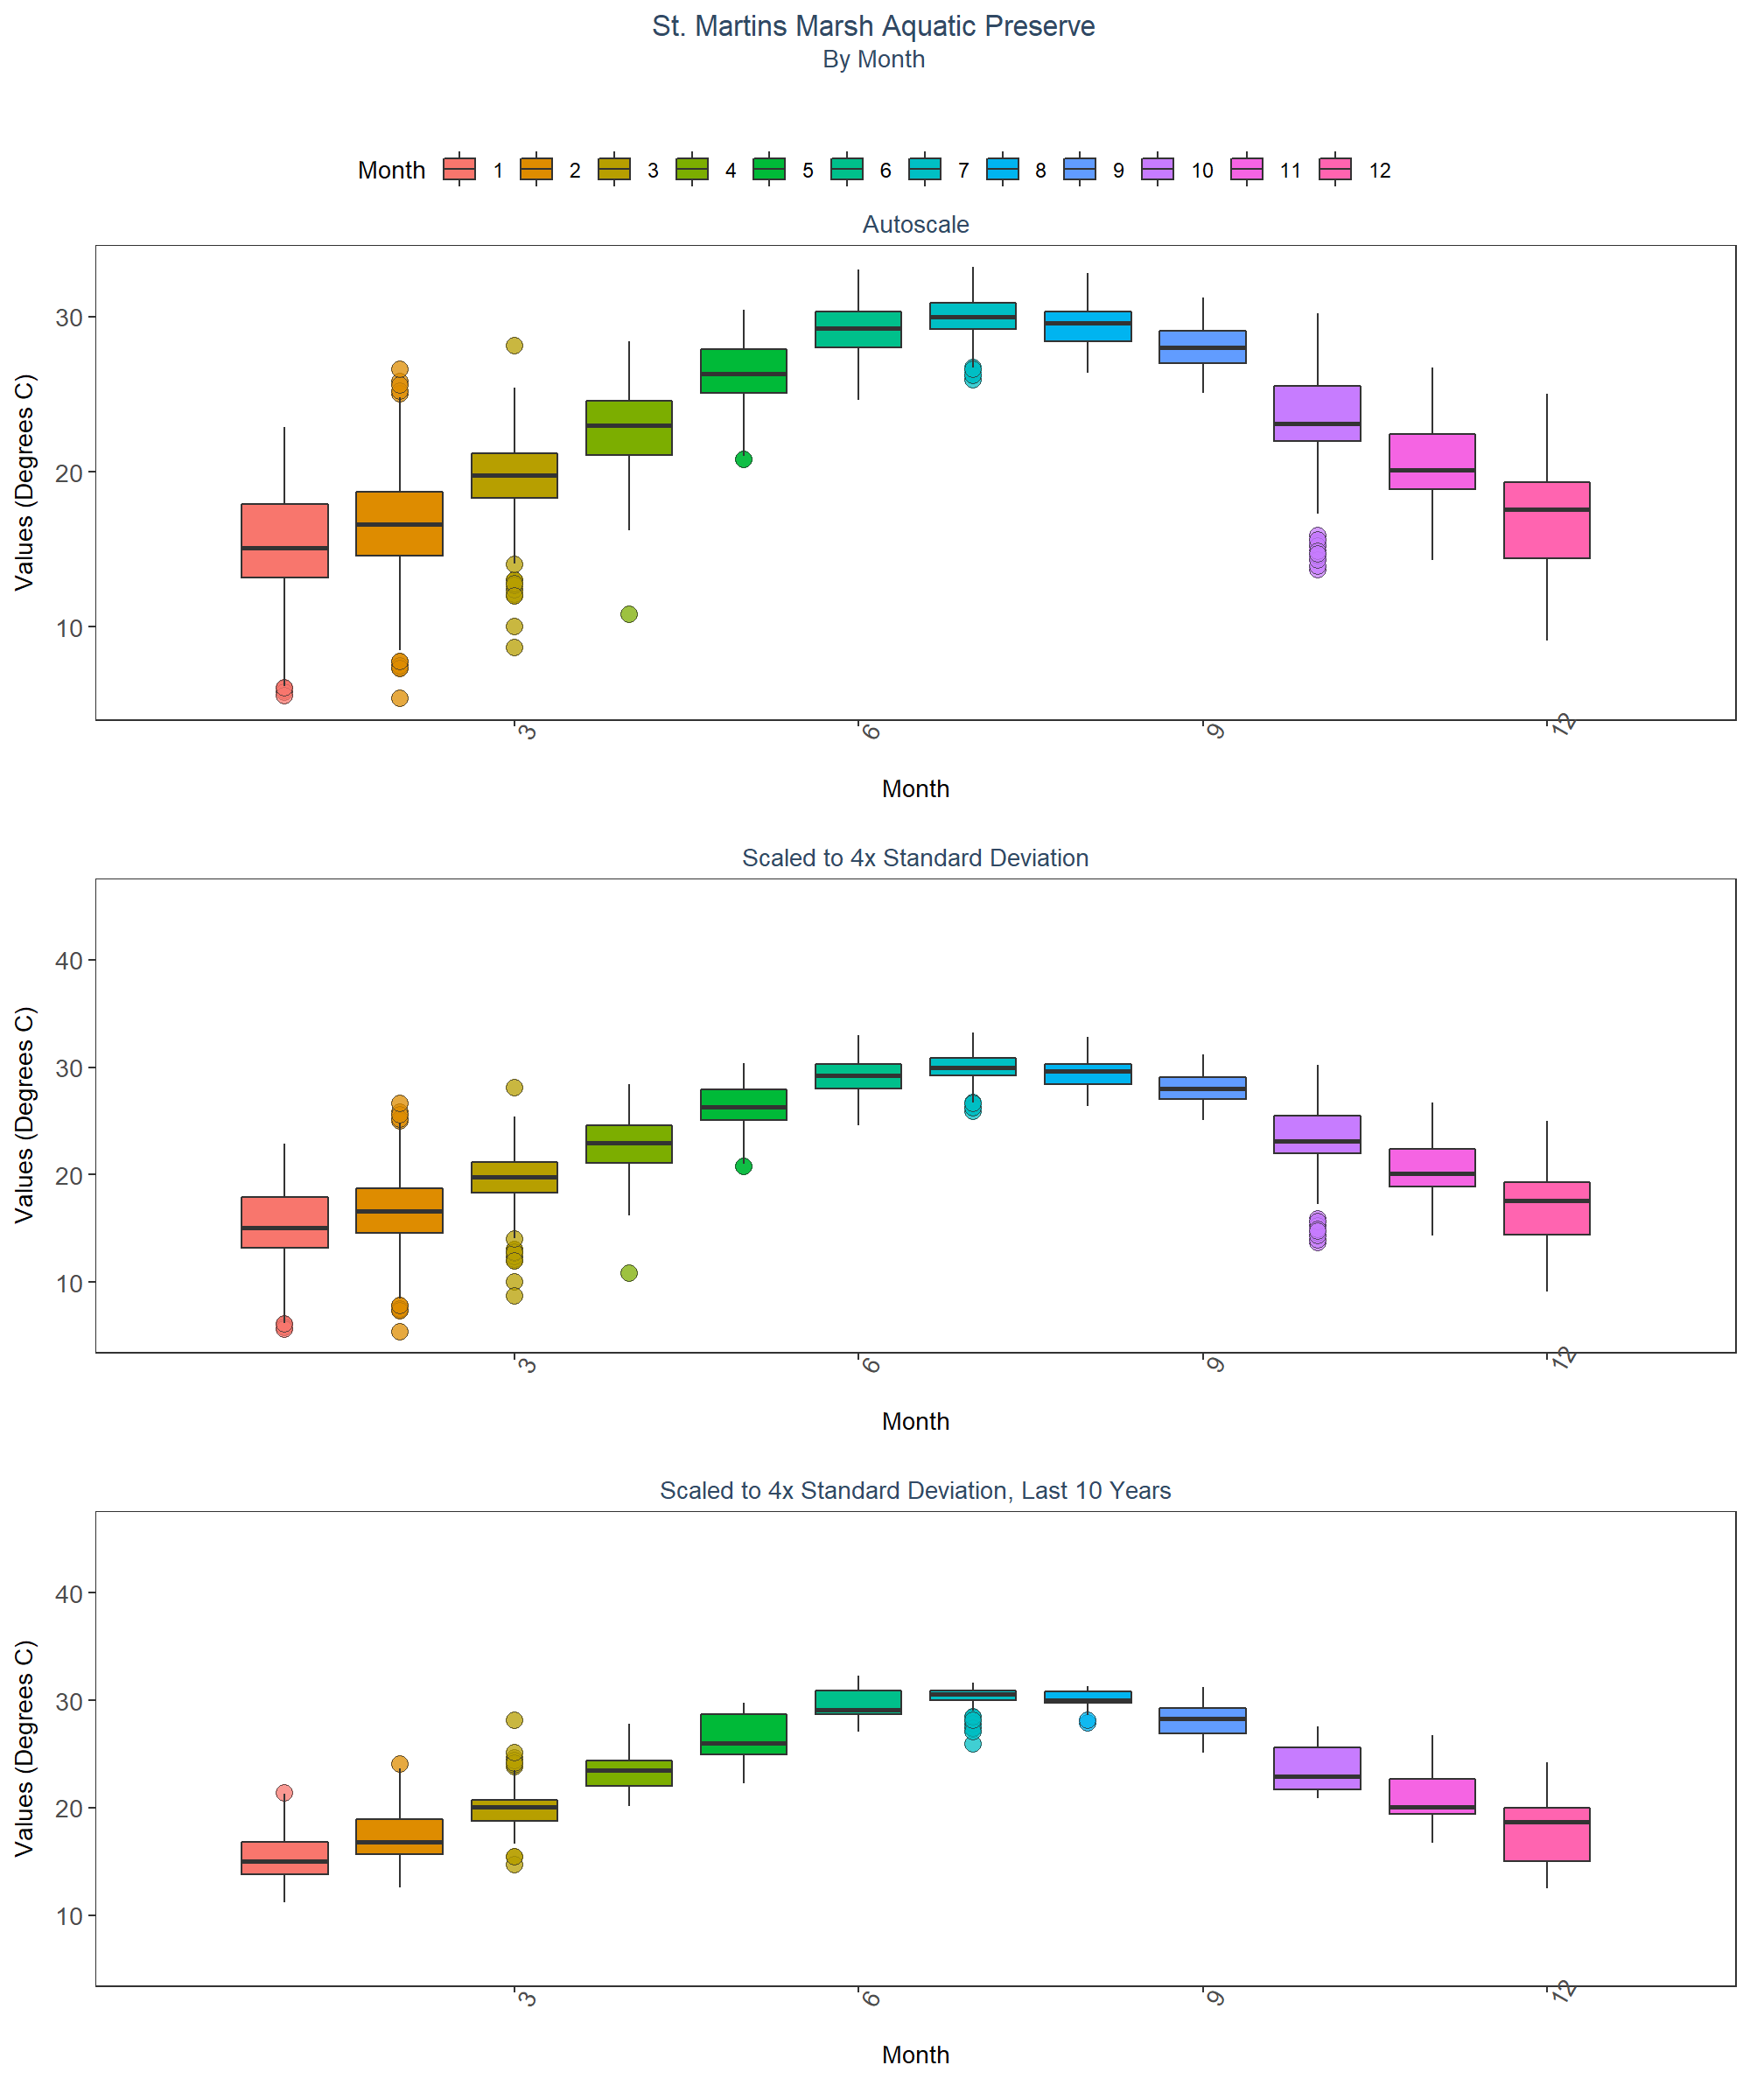 St. Martins Marsh Aquatic Preserve
By Month
Month 1 2 3 4 5 6 7 8 9 10 11 12
Autoscale
Values (Degrees C)
30
20
10
3 6 9 12
Month
Scaled to 4x Standard Deviation
Values (Degrees C)
40
30
20
10
3 6 9 12
Month
Scaled to 4x Standard Deviation, Last 10 Years
Values (Degrees C)
40
30
20
10
3 6 9 12
Month